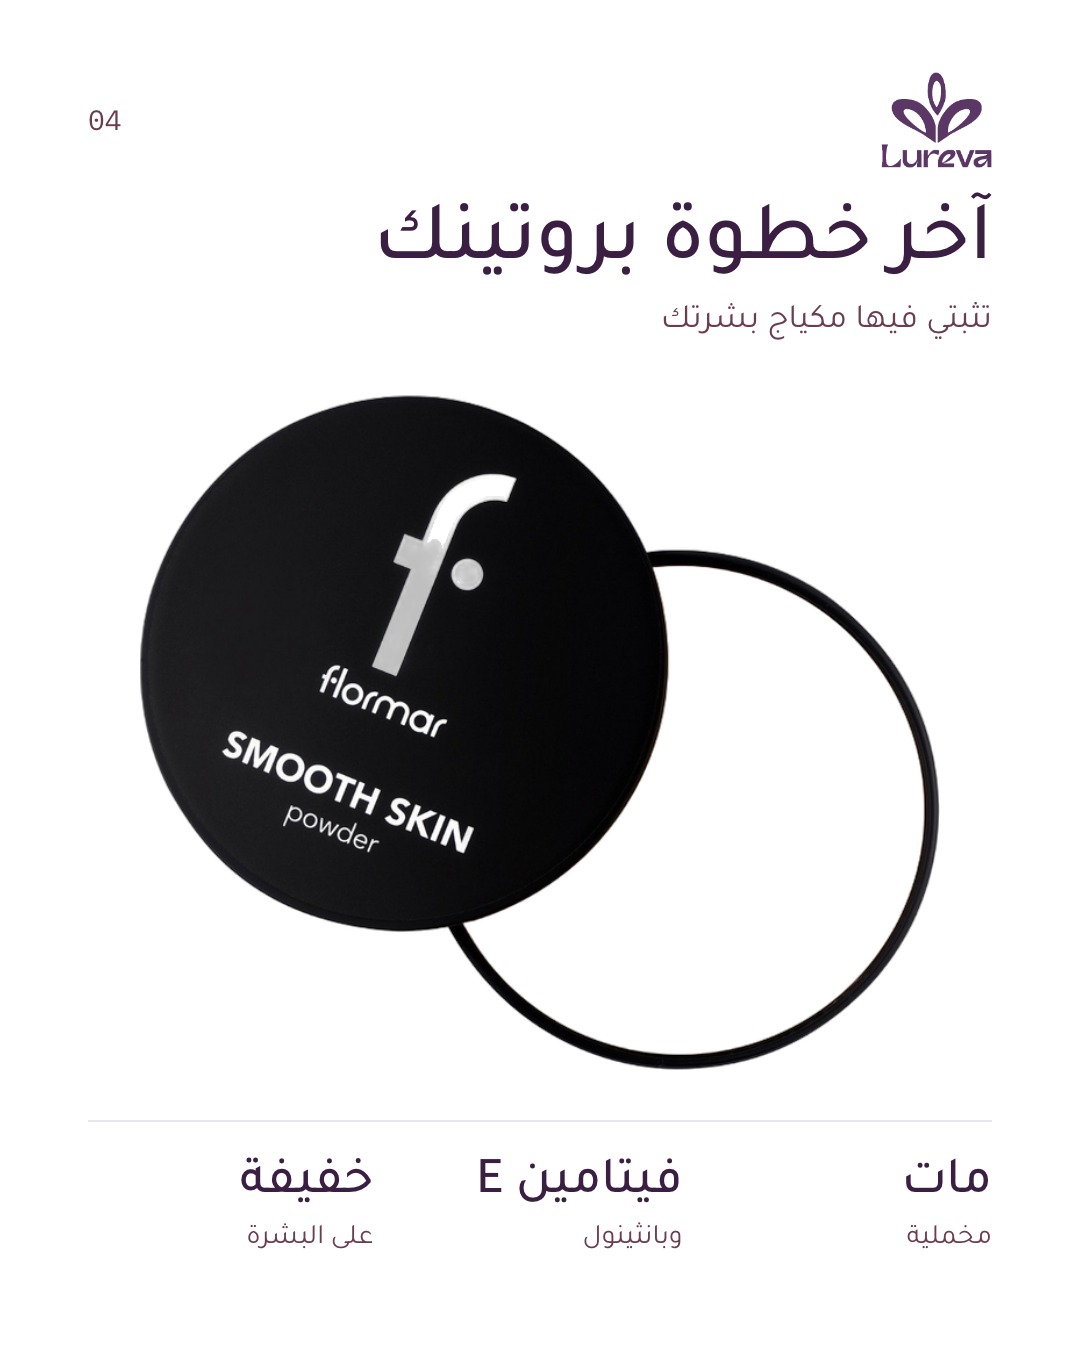 04
Lureva
آخر خطوة بروتينك
تثبتي فيها مكياج بشرتك
f
flormar
SMOOTH SKIN
powder
مات
مخملية
فيتامين E
وبانثينول
خفيفة
على البشرة